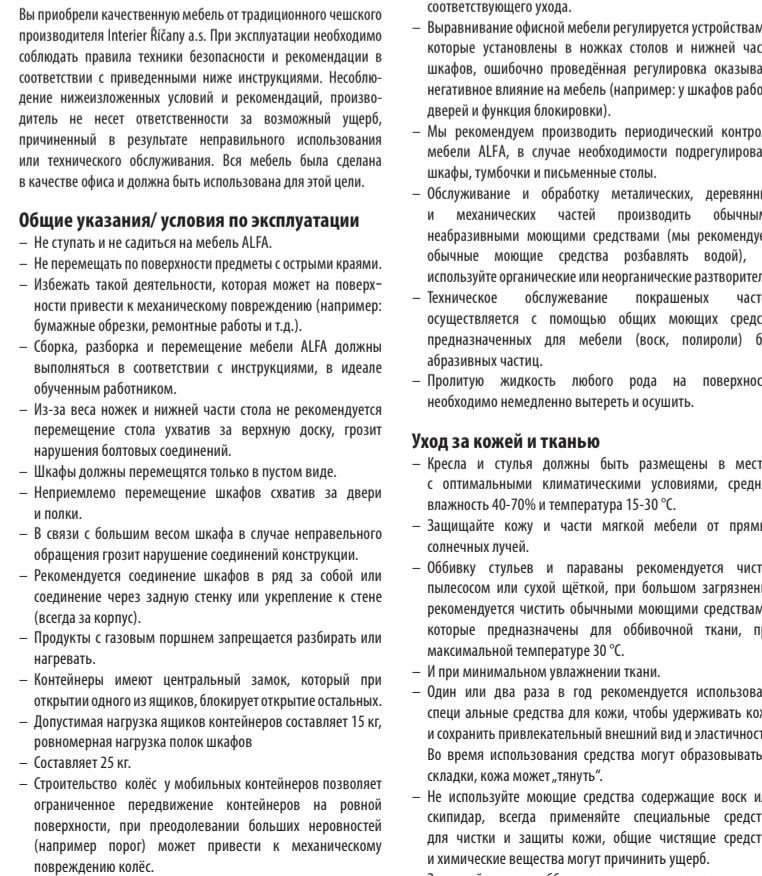 Вы приобрели качественную мебель от традиционного чешского
производителя Interier Říčany a.s. При эксплуатации необходимо
соблюдать правила техники безопасности и рекомендации в
соответствии с приведенными ниже инструкциями. Несоблю-
дение нижеизложенных условий и рекомендаций, произво-
дитель не несет ответственности за возможный ущерб,
причиненный в результате неправильного использования
или технического обслуживания. Вся мебель была сделана
в качестве офиса и должна быть использована для этой цели.
Общие указания/ условия по эксплуатации
– Не ступать и не садиться на мебель ALFA.
– Не перемещать по поверхности предметы с острыми краями.
– Избежать такой деятельности, которая может на поверх-
ности привести к механическому повреждению (например:
бумажные обрезки, ремонтные работы и т.д.).
– Сборка, разборка и перемещение мебели ALFA должны
выполняться в соответствии с инструкциями, в идеале
обученным работником.
– Из-за веса ножек и нижней части стола не рекомендуется
перемещение стола ухватив за верхную доску, грозит
нарушения болтовых соединений.
– Шкафы должны перемещятся только в пустом виде.
– Неприемлемо перемещение шкафов схватив за двери
и полки.
– В связи с большим весом шкафа в случае неправельного
обращения грозит нарушение соединений конструкции.
– Рекомендуется соединение шкафов в ряд за собой или
соединение через задную стенку или укрепление к стене
(всегда за корпус).
– Продукты с газовым поршнем запрещается разбирать или
нагревать.
– Контейнеры имеют центральный замок, который при
открытии одного из ящиков, блокирует открытие остальных.
– Допустимая нагрузка ящиков контейнеров составляет 15 кг,
ровномерная нагрузка полок шкафов
– Составляет 25 кг.
– Строительство колёс у мобильных контейнеров позволяет
ограниченное передвижение контейнеров на ровной
поверхности, при преодолевании больших неровностей
(например порог) может привести к механическому
повреждению колёс.
соответствующего ухода.
– Выравнивание офисной мебели регулируется устройствам
которые установлены в ножках столов и нижней час
шкафов, ошибочно проведённая регулировка оказыва
негативное влияние на мебель (например: у шкафов рабо
дверей и функция блокировки).
– Мы рекомендуем производить периодический контро
мебели ALFA, в случае необходимости подрегулирова
шкафы, тумбочки и письменные столы.
– Обслуживание и обработку металических, деревянн
и механических частей производить обычны
неабразивными моющими средствами (мы рекомендуе
обычные моющие средства розбавлять водой),
используйте органические или неорганические разтворител
– Техническое обслужевание покрашеных част
осуществляется с помощью общих моющих средс
предназначенных для мебели (воск, полироли) б
абразивных частиц.
– Пролитую жидкость любого рода на поверхнос
необходимо немедленно вытереть и осушить.
Уход за кожей и тканью
– Кресла и стулья должны быть размещены в мест
с оптимальными климатическими условиями, средн
влажность 40-70% и температура 15-30 °C.
– Защищайте кожу и части мягкой мебели от прям
солнечных лучей.
– Оббивку стульев и параваны рекомендуется чист
пылесосом или сухой щёткой, при большом загрязнен
рекомендуется чистить обычными моющими средствам
которые предназначены для оббивочной ткани, п
максимальной температуре 30 °C.
– И при минимальном увлажнении ткани.
– Один или два раза в год рекомендуется использова
специ альные средства для кожи, чтобы удерживать ко
и сохранить привлекательный внешний вид и эластичност
Во время использования средства могут образовывать
складки, кожа может „тянуть“.
– Не используйте моющие средства содержащие воск и
скипидар, всегда применяйте специальные средст
для чистки и защиты кожи, общие чистящие средст
и химические вещества могут причинить ущерб.